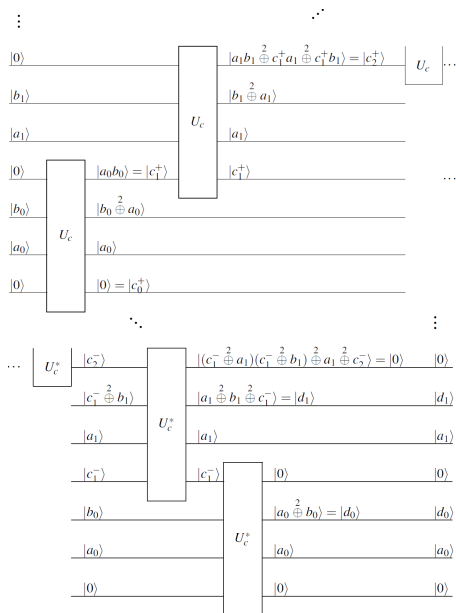 ⋮ ⋰
|0⟩ |a₁b₁ ⊕² c₁⁺a₁ ⊕² c₁⁺b₁⟩ = |c₂⁺⟩ U_c ⋯
|b₁⟩ |b₁ ⊕² a₁⟩
U_c
|a₁⟩ |a₁⟩
|0⟩ |a₀b₀⟩ = |c₁⁺⟩ |c₁⁺⟩ ⋯
|b₀⟩ |b₀ ⊕² a₀⟩
U_c
|a₀⟩ |a₀⟩
|0⟩ |0⟩ = |c₀⁺⟩
⋱ ⋮
⋯ U_c* |c₂⁻⟩ |(c₁⁻ ⊕² a₁)(c₁⁻ ⊕² b₁) ⊕² a₁ ⊕² c₂⁻⟩ = |0⟩ |0⟩
|c₁⁻ ⊕² b₁⟩ |a₁ ⊕² b₁ ⊕² c₁⁻⟩ = |d₁⟩ |d₁⟩
U_c*
|a₁⟩ |a₁⟩ |a₁⟩
|c₁⁻⟩ |c₁⁻⟩ |0⟩ |0⟩
|b₀⟩ |a₀ ⊕² b₀⟩ = |d₀⟩ |d₀⟩
U_c*
|a₀⟩ |a₀⟩ |a₀⟩
|0⟩ |0⟩ |0⟩